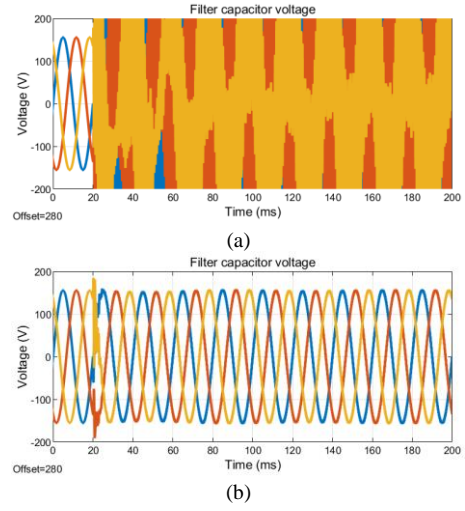 Filter capacitor voltage
200
100
0
-100
-200
Voltage (V)
0 20 40 60 80 100 120 140 160 180 200
Time (ms)
Offset=280
(a)
Filter capacitor voltage
200
100
0
-100
-200
Voltage (V)
0 20 40 60 80 100 120 140 160 180 200
Time (ms)
Offset=280
(b)